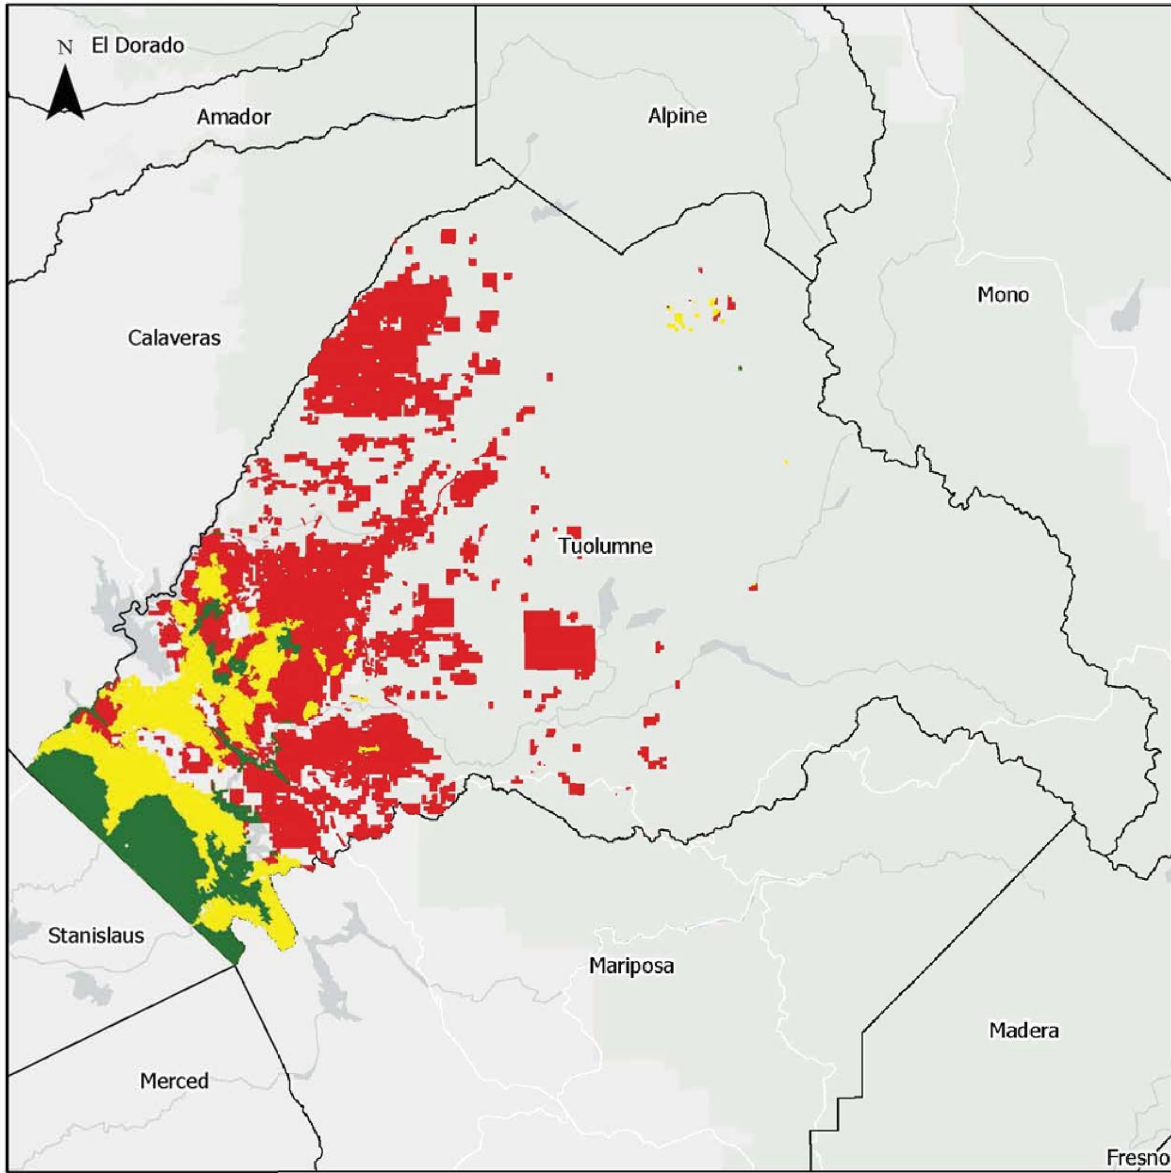 N
El Dorado
Amador
Alpine
Mono
Calaveras
Tuolumne
Stanislaus
Mariposa
Madera
Merced
Fresno